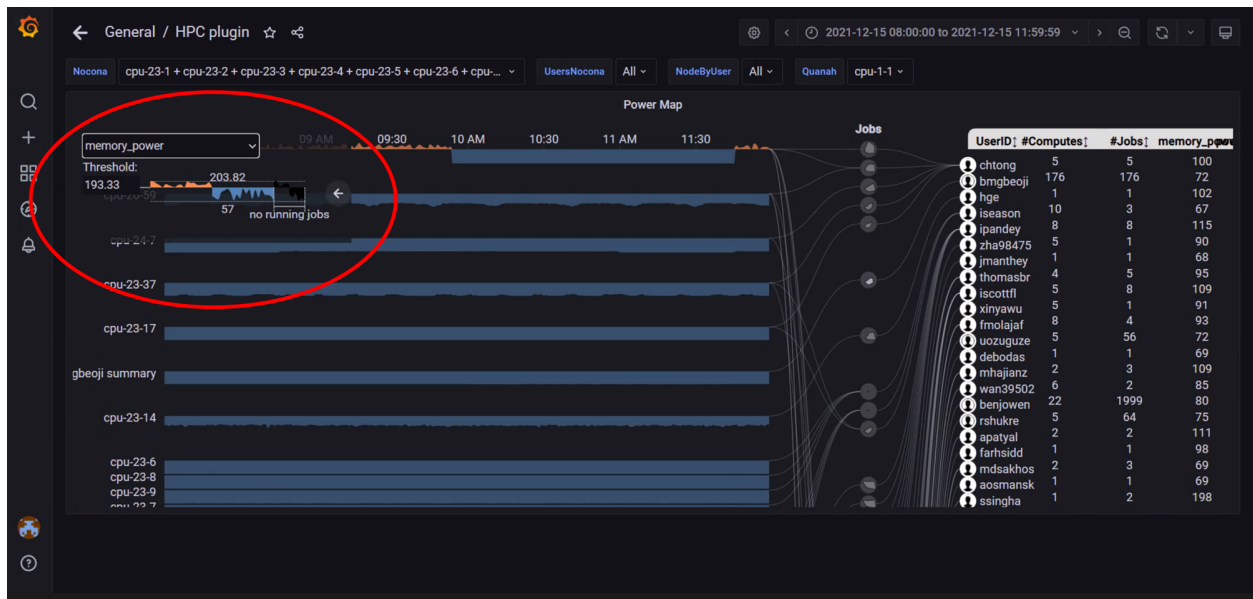 General / HPC plugin
2021-12-15 08:00:00 to 2021-12-15 11:59:59
Nocona cpu-23-1 + cpu-23-2 + cpu-23-3 + cpu-23-4 + cpu-23-5 + cpu-23-6 + cpu-...
UsersNocona All
NodeByUser All
Quanah cpu-1-1
Power Map
memory_power
Threshold:
193.33
203.82
57
no running jobs
09 AM 09:30 10 AM 10:30 11 AM 11:30
cpu-24-7
cpu-23-37
cpu-23-17
gbeoji summary
cpu-23-14
cpu-23-6
cpu-23-8
cpu-23-9
cpu-23-7
Jobs
UserID #Computes #Jobs
chtong 5 5 100
bmgbeoji 176 176 72
hge 1 1 102
iseason 10 3 67
ipandey 8 8 115
zha98475 5 1 90
jmanthey 1 1 68
thomasbr 4 5 95
iscottfl 5 8 109
xinyawu 5 1 91
fmolajaf 8 4 93
uozuguze 5 56 72
debodas 1 1 69
mhajianz 2 3 109
wan39502 6 2 85
benjowen 22 1999 80
rshukre 5 64 75
apatyal 2 2 111
farhsidd 1 1 98
mdsakhos 2 3 69
aosmansk 1 1 69
ssingha 1 2 198